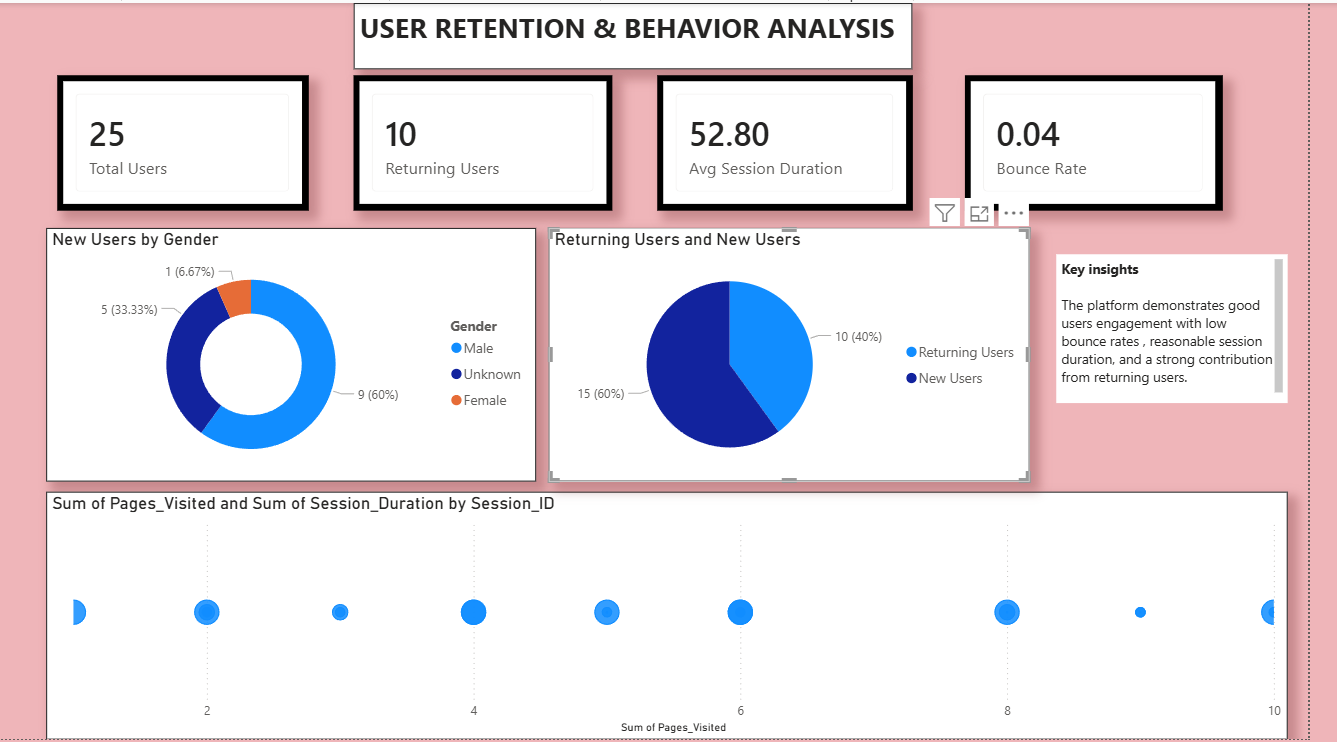 USER RETENTION & BEHAVIOR ANALYSIS
25
Total Users
10
Returning Users
52.80
Avg Session Duration
0.04
Bounce Rate
New Users by Gender
1 (6.67%)
5 (33.33%)
9 (60%)
Gender
Male
Unknown
Female
Returning Users and New Users
10 (40%)
15 (60%)
Returning Users
New Users
Key insights
The platform demonstrates good
users engagement with low
bounce rates , reasonable session
duration, and a strong contribution
from returning users.
Sum of Pages_Visited and Sum of Session_Duration by Session_ID
2
4
6
8
10
Sum of Pages_Visited